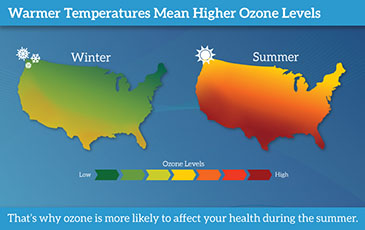 Warmer Temperatures Mean Higher Ozone Levels
Winter
Summer
Ozone Levels
Low
High
That's why ozone is more likely to affect your health during the summer.